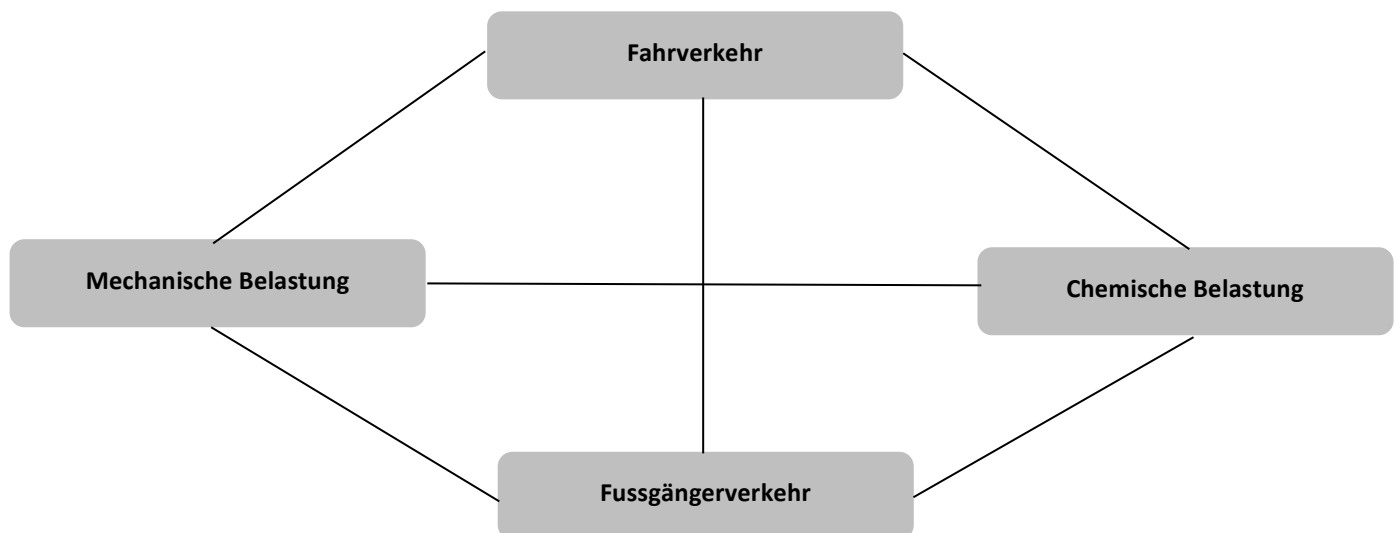 Fahrverkehr
Mechanische Belastung
Chemische Belastung
Fussgängerverkehr